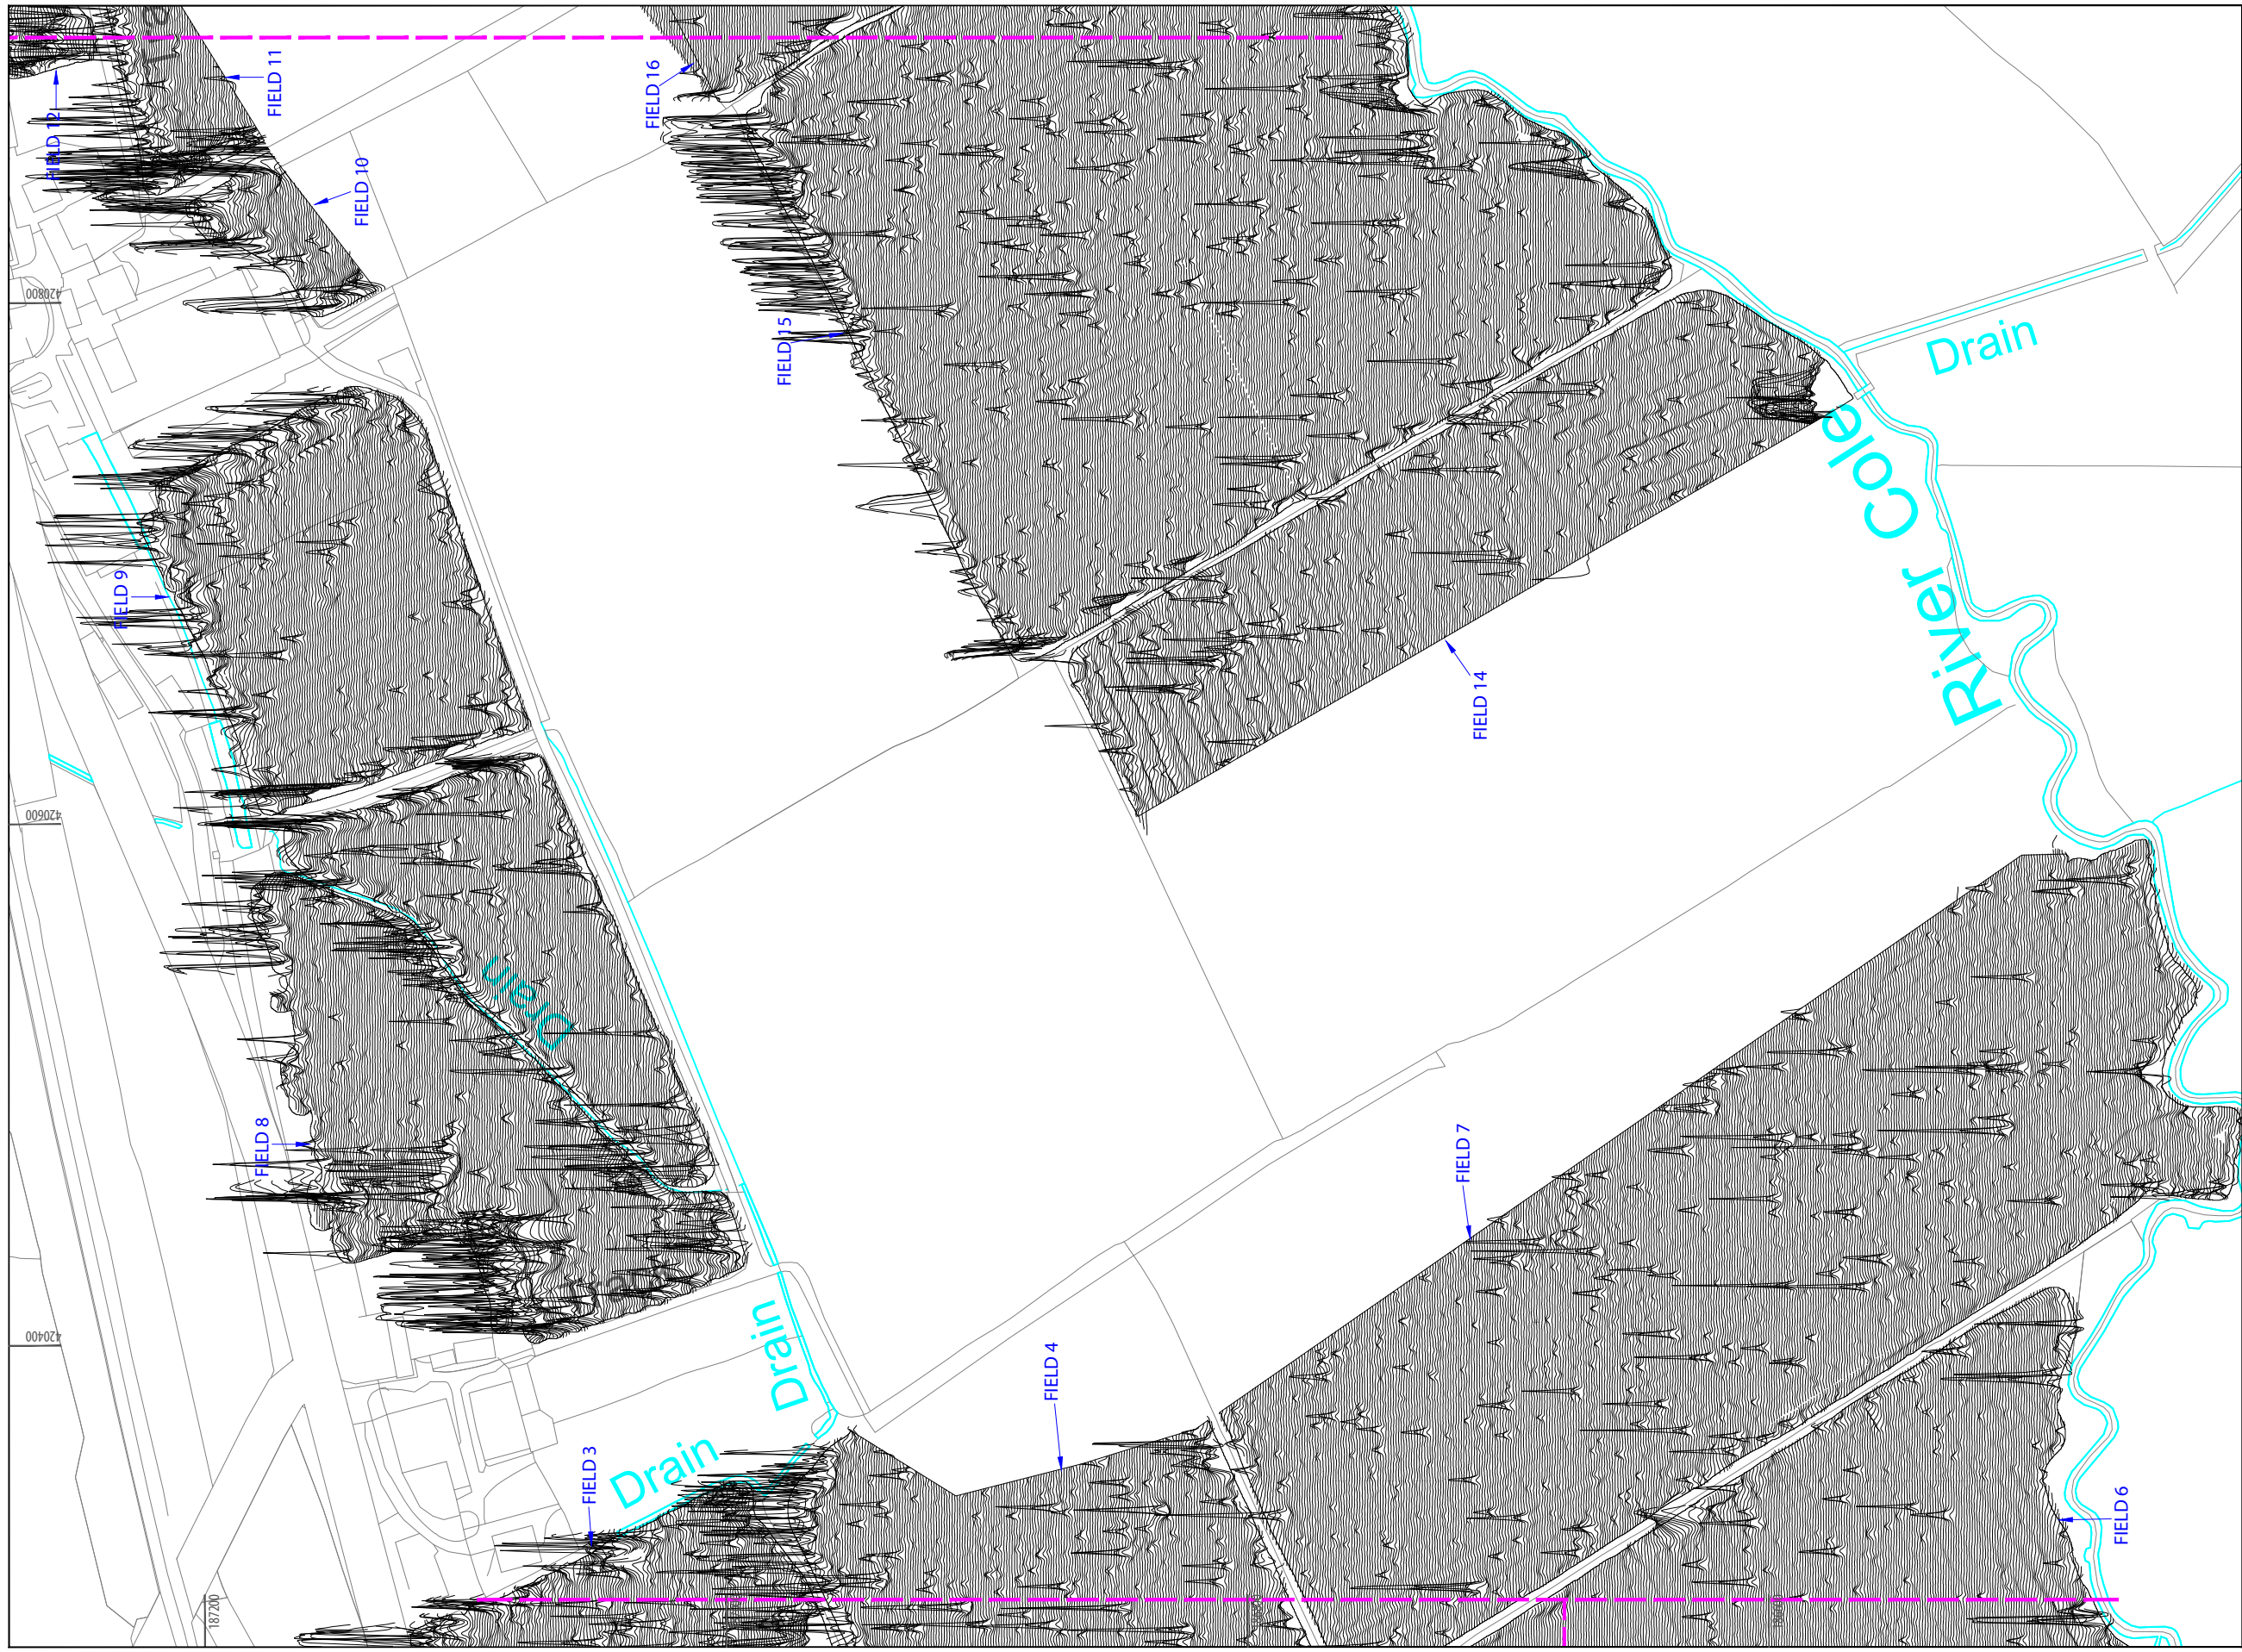 FIELD 12
FIELD 11
FIELD 10
FIELD 16
FIELD 15
420800
FIELD 9
Drain
River Cole
FIELD 14
420600
Drain
FIELD 8
FIELD 7
420400
Drain
Drain
FIELD 4
FIELD 3
FIELD 6
187200